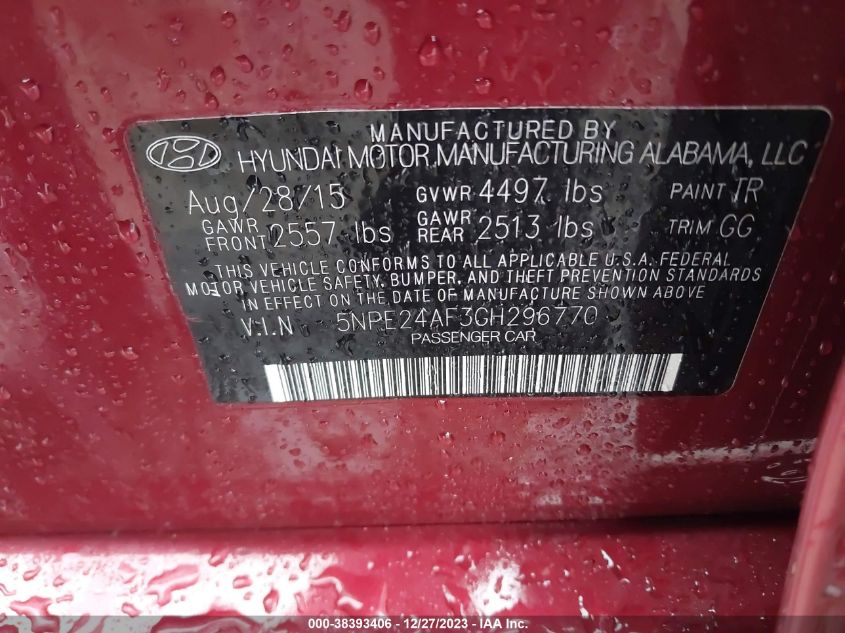 MANUFACTURED BY
HYUNDAI MOTOR MANUFACTURING ALABAMA, LLC
Aug/28/15 GVWR 4497 lbs PAINT TR
GAWR FRONT 2557 lbs GAWR REAR 2513 lbs TRIM GG
THIS VEHICLE CONFORMS TO ALL APPLICABLE U.S.A. FEDERAL
MOTOR VEHICLE SAFETY, BUMPER, AND THEFT PREVENTION STANDARDS
IN EFFECT ON THE DATE OF MANUFACTURE SHOWN ABOVE
V.I.N 5NPE24AF3GH296770
PASSENGER CAR
000-38393406 - 12/27/2023 - IAA Inc.